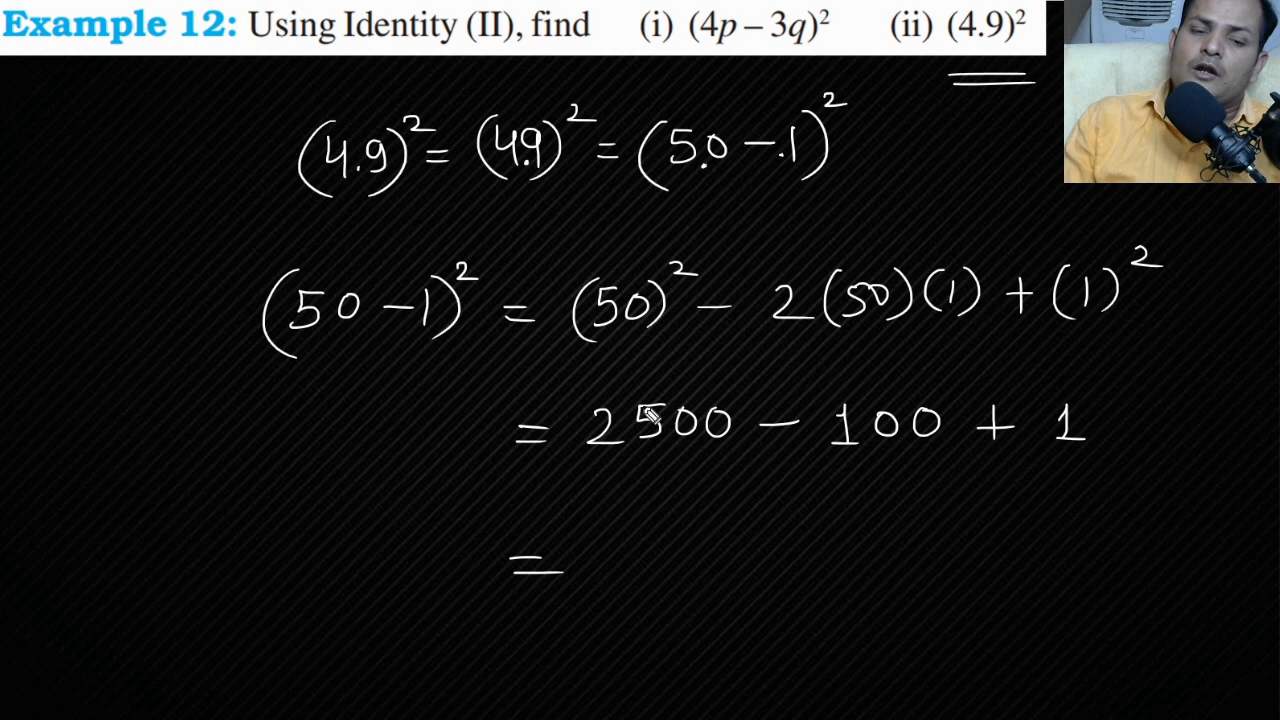 Example 12: Using Identity (II), find (i) (4p – 3q)² (ii) (4.9)²
(4.9)² = (4.9)² = (5.0 – .1)²
(50 – 1)² = (50)² – 2(50)(1) + (1)²
= 2500 – 100 + 1
=